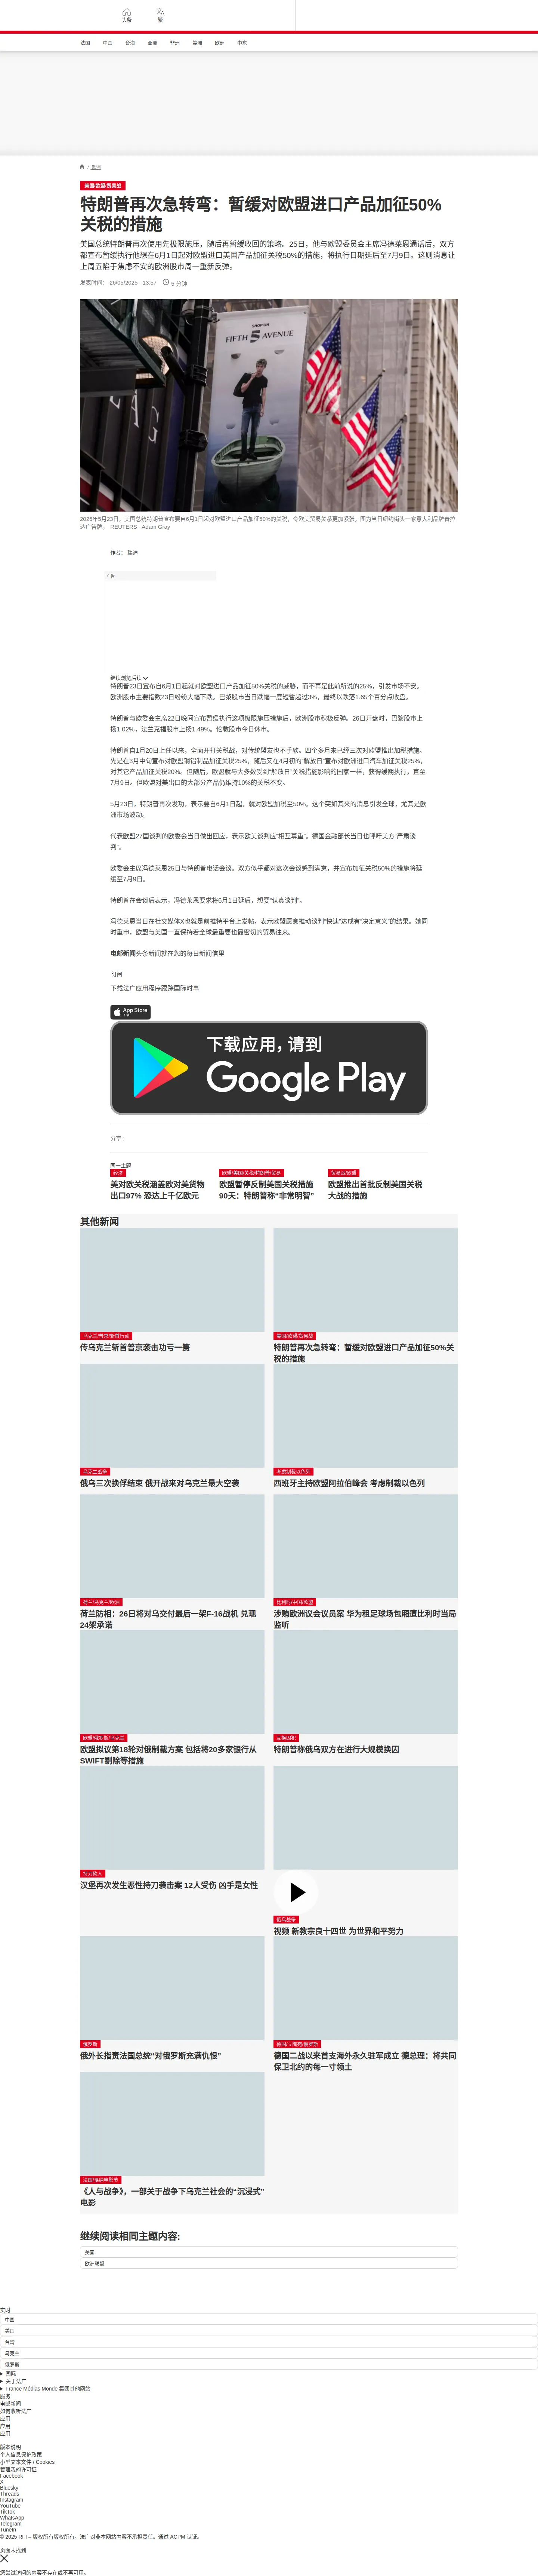 头条
繁
法国 中国 台海 亚洲 非洲 美洲 欧洲 中东
/ 欧洲
美国/欧盟/贸易战
特朗普再次急转弯：暂缓对欧盟进口产品加征50%
关税的措施
美国总统特朗普再次使用先极限施压，随后再暂缓收回的策略。25日，他与欧盟委员会主席冯德莱恩通话后，双方
都宣布暂缓执行他想在6月1日起对欧盟进口美国产品加征关税50%的措施，将执行日期延后至7月9日。这则消息让
上周五陷于焦虑不安的欧洲股市周一重新反弹。
发表时间： 26/05/2025 - 13:57 5 分钟
SHOP ON
FIFTH AVENUE
2025年5月23日，美国总统特朗普宣布要自6月1日起对欧盟进口产品加征50%的关税，令欧美贸易关系更加紧张。图为当日纽约街头一家意大利品牌普拉
达广告牌。 REUTERS - Adam Gray
作者： 瑞迪
广告
继续浏览后续
特朗普23日宣布自6月1日起就对欧盟进口产品加征50%关税的威胁，而不再是此前所说的25%，引发市场不安。
欧洲股市主要指数23日纷纷大幅下跌。巴黎股市当日跌幅一度短暂超过3%，最终以跌落1.65个百分点收盘。
特朗普与欧委会主席22日晚间宣布暂缓执行这项极限施压措施后，欧洲股市积极反弹。26日开盘时，巴黎股市上
扬1.02%，法兰克福股市上扬1.49%。伦敦股市今日休市。
特朗普自1月20日上任以来，全面开打关税战，对传统盟友也不手软。四个多月来已经三次对欧盟推出加税措施。
先是在3月中旬宣布对欧盟钢铝制品加征关税25%，随后又在4月初的“解放日”宣布对欧洲进口汽车加征关税25%，
对其它产品加征关税20%。但随后，欧盟就与大多数受到“解放日”关税措施影响的国家一样，获得缓期执行，直至
7月9日。但欧盟对美出口的大部分产品仍维持10%的关税不变。
5月23日，特朗普再次发动，表示要自6月1日起，就对欧盟加税至50%。这个突如其来的消息引发全球，尤其是欧
洲市场波动。
代表欧盟27国谈判的欧委会当日做出回应，表示欧美谈判应“相互尊重”。德国金融部长当日也呼吁美方“严肃谈
判”。
欧委会主席冯德莱恩25日与特朗普电话会谈。双方似乎都对这次会谈感到满意，并宣布加征关税50%的措施将延
缓至7月9日。
特朗普在会谈后表示，冯德莱恩要求将6月1日延后，想要“认真谈判”。
冯德莱恩当日在社交媒体X也就是前推特平台上发帖，表示欧盟愿意推动谈判“快速”达成有“决定意义”的结果。她同
时重申，欧盟与美国一直保持着全球最重要也最密切的贸易往来。
电邮新闻头条新闻就在您的每日新闻信里
订阅
下载法广应用程序跟踪国际时事
App Store
下载
下载应用，请到
Google Play
分享 :
同一主题
经济
美对欧关税涵盖欧对美货物
出口97% 恐达上千亿欧元
欧盟/美国/关税/特朗普/贸易
欧盟暂停反制美国关税措施
90天：特朗普称“非常明智”
贸易战/欧盟
欧盟推出首批反制美国关税
大战的措施
其他新闻
乌克兰/普京/斩首行动
传乌克兰斩首普京袭击功亏一篑
美国/欧盟/贸易战
特朗普再次急转弯：暂缓对欧盟进口产品加征50%关
税的措施
乌克兰战争
俄乌三次换俘结束 俄开战来对乌克兰最大空袭
考虑制裁以色列
西班牙主持欧盟阿拉伯峰会 考虑制裁以色列
荷兰/乌克兰/欧洲
荷兰防相：26日将对乌交付最后一架F-16战机 兑现
24架承诺
比利时/中国/欧盟
涉贿欧洲议会议员案 华为租足球场包厢遭比利时当局
监听
欧盟/俄罗斯/乌克兰
欧盟拟议第18轮对俄制裁方案 包括将20多家银行从
SWIFT剔除等措施
互换囚犯
特朗普称俄乌双方在进行大规模换囚
持刀砍人
汉堡再次发生恶性持刀袭击案 12人受伤 凶手是女性
俄乌战争
视频 新教宗良十四世 为世界和平努力
俄罗斯
俄外长指责法国总统“对俄罗斯充满仇恨”
德国/立陶宛/俄罗斯
德国二战以来首支海外永久驻军成立 德总理：将共同
保卫北约的每一寸领土
法国/戛纳电影节
《人与战争》，一部关于战争下乌克兰社会的“沉浸式”
电影
继续阅读相同主题内容:
美国
欧洲联盟
实时
中国
美国
台湾
乌克兰
俄罗斯
国际
关于法广
France Médias Monde 集团其他网站
服务
电邮新闻
如何收听法广
应用
应用
应用
版本说明
个人信息保护政策
小型文本文件 / Cookies
管理我的许可证
Facebook
X
Bluesky
Threads
Instagram
YouTube
TikTok
WhatsApp
Telegram
TuneIn
© 2025 RFI – 版权所有版权所有。法广对非本网站内容不承担责任。通过 ACPM 认证。
页面未找到
您尝试访问的内容不存在或不再可用。